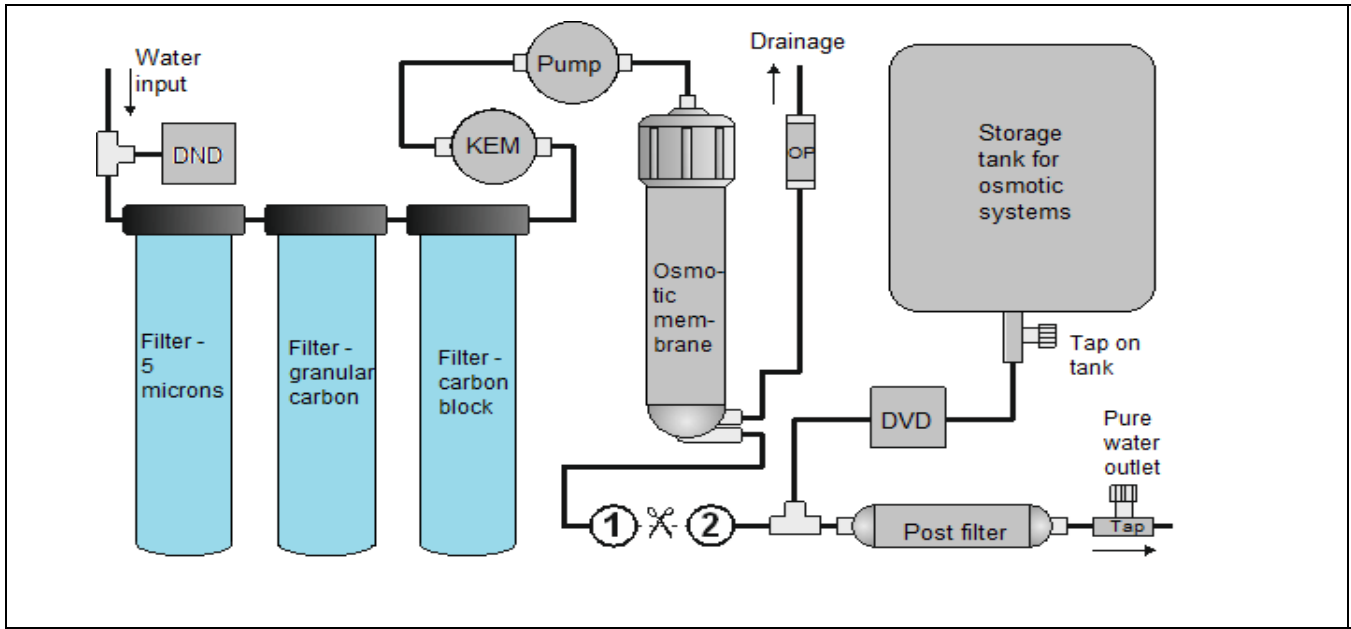 Water
input
DND
KEM
Pump
Drainage
OP
Storage
tank for
osmotic
systems
Filter -
5
microns
Filter -
granular
carbon
Filter -
carbon
block
Osmo-
tic
mem-
brane
Tap on
tank
DVD
Pure
water
outlet
1
2
Post filter
Tap